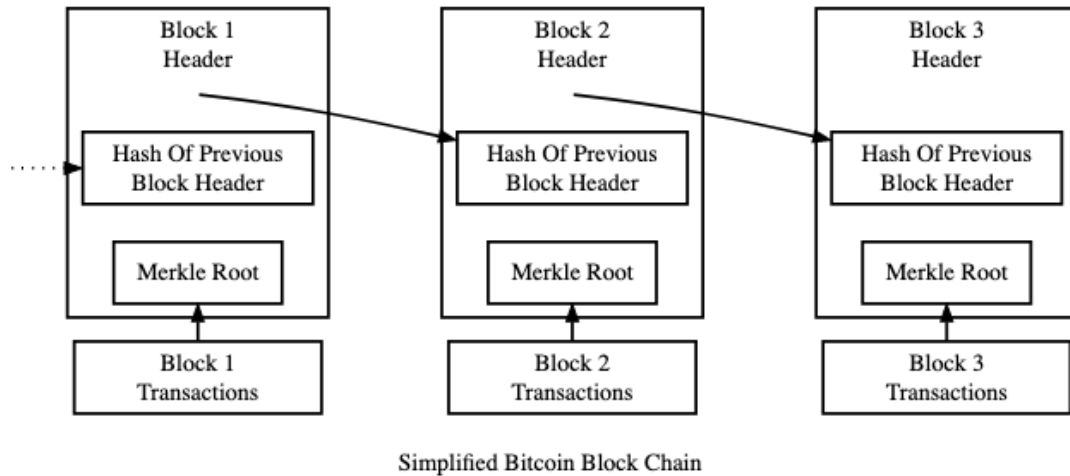 Block 1
Header
Hash Of Previous
Block Header
Merkle Root
Block 1
Transactions
Block 2
Header
Hash Of Previous
Block Header
Merkle Root
Block 2
Transactions
Block 3
Header
Hash Of Previous
Block Header
Merkle Root
Block 3
Transactions
Simplified Bitcoin Block Chain